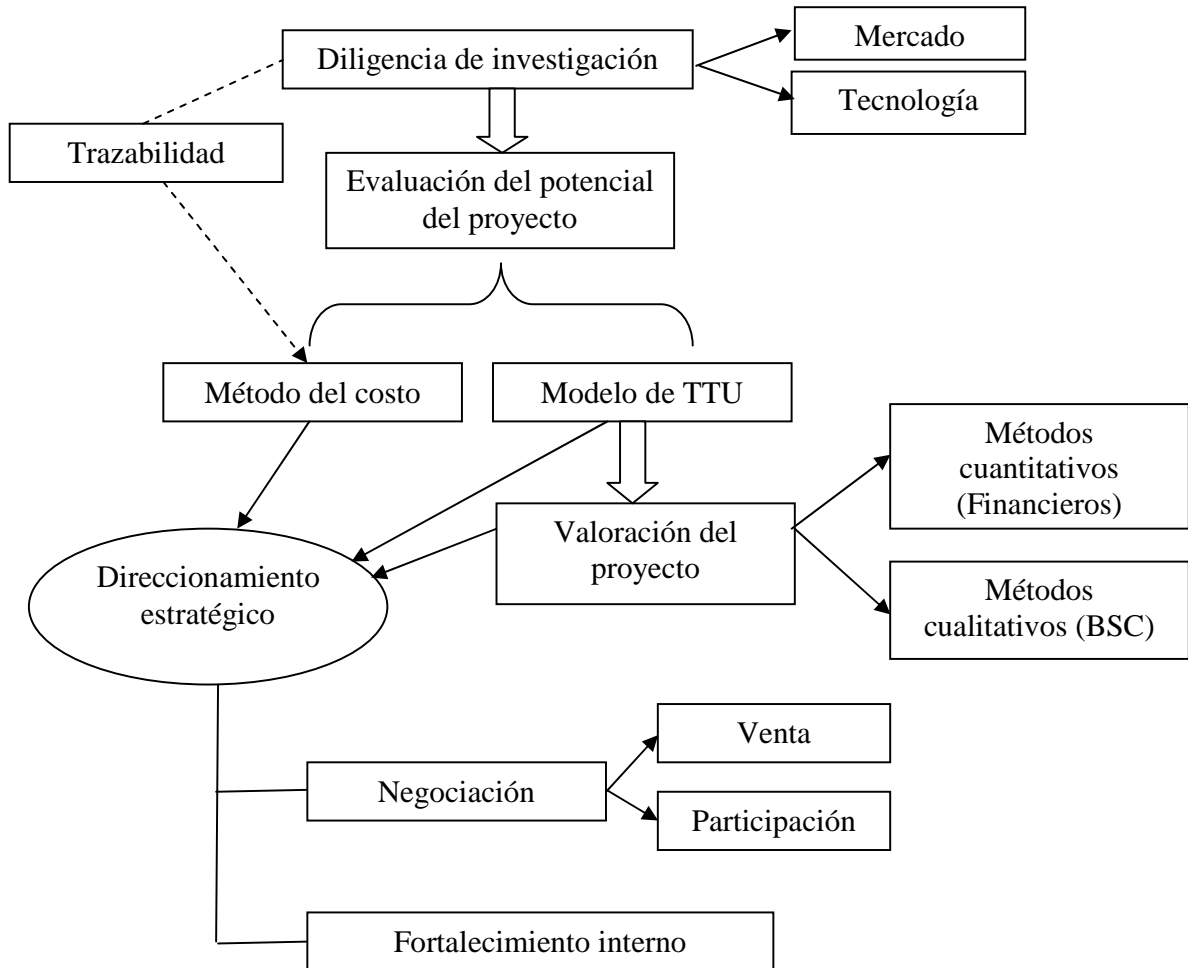 Diligencia de investigación
Mercado
Tecnología
Trazabilidad
Evaluación del potencial
del proyecto
Método del costo
Modelo de TTU
Métodos
cuantitativos
(Financieros)
Valoración del
proyecto
Direccionamiento
estratégico
Métodos
cualitativos (BSC)
Venta
Negociación
Participación
Fortalecimiento interno